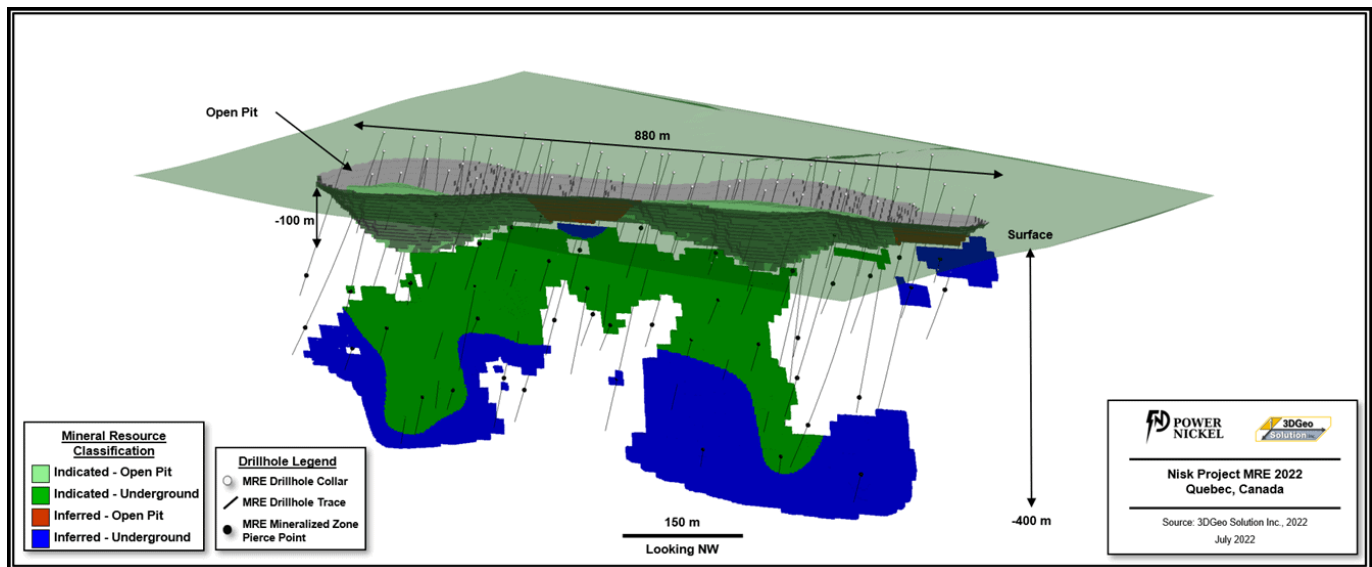 Open Pit
880 m
-100 m
Surface
-400 m
Mineral Resource
Classification
Indicated - Open Pit
Indicated - Underground
Inferred - Open Pit
Inferred - Underground
Drillhole Legend
MRE Drillhole Collar
MRE Drillhole Trace
MRE Mineralized Zone
Pierce Point
150 m
Looking NW
POWER
NICKEL
3DGeo
Solution Inc.
Nisk Project MRE 2022
Quebec, Canada
Source: 3DGeo Solution Inc., 2022
July 2022